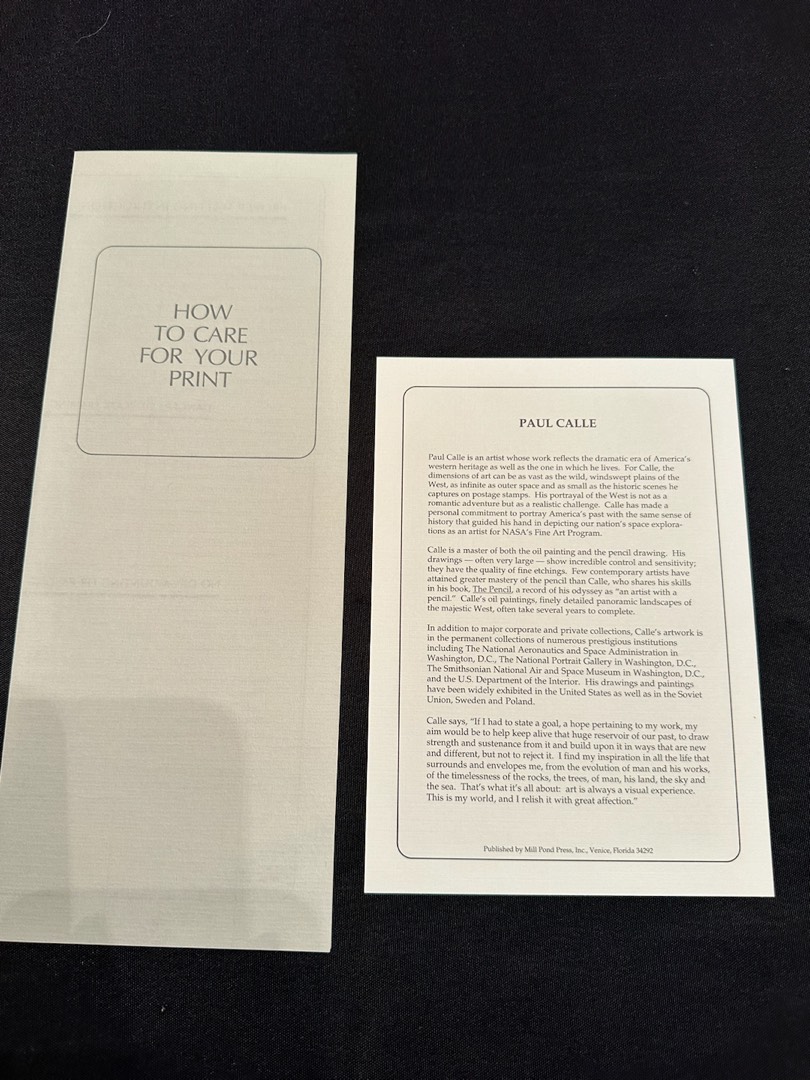 HOW
TO CARE
FOR YOUR
PRINT
PAUL CALLE
Paul Calle is an artist whose work reflects the dramatic era of America's
western heritage as well as the one in which he lives. For Calle, the
dimensions of art can be as vast as the wild, windswept plains of the
West, as infinite as outer space and as small as the historic scenes he
captures on postage stamps. His portrayal of the West is not as a
romantic adventure but as a realistic challenge. Calle has made a
personal commitment to portray America's past with the same sense of
history that guided his hand in depicting our nation's space explora-
tions as an artist for NASA's Fine Art Program.
Calle is a master of both the oil painting and the pencil drawing. His
drawings — often very large — show incredible control and sensitivity;
they have the quality of fine etchings. Few contemporary artists have
attained greater mastery of the pencil than Calle, who shares his skills
in his book, The Pencil, a record of his odyssey as "an artist with a
pencil." Calle's oil paintings, finely detailed panoramic landscapes of
the majestic West, often take several years to complete.
In addition to major corporate and private collections, Calle's artwork is
in the permanent collections of numerous prestigious institutions
including The National Aeronautics and Space Administration in
Washington, D.C., The National Portrait Gallery in Washington, D.C.,
The Smithsonian National Air and Space Museum in Washington, D.C.,
and the U.S. Department of the Interior. His drawings and paintings
have been widely exhibited in the United States as well as in the Soviet
Union, Sweden and Poland.
Calle says, "If I had to state a goal, a hope pertaining to my work, my
aim would be to help keep alive that huge reservoir of our past, to draw
strength and sustenance from it and build upon it in ways that are new
and different, but not to reject it. I find my inspiration in all the life that
surrounds and envelopes me, from the evolution of man and his works,
of the timelessness of the rocks, the trees, of man, his land, the sky and
the sea. That's what it's all about: art is always a visual experience.
This is my world, and I relish it with great affection."
Published by Mill Pond Press, Inc., Venice, Florida 34292